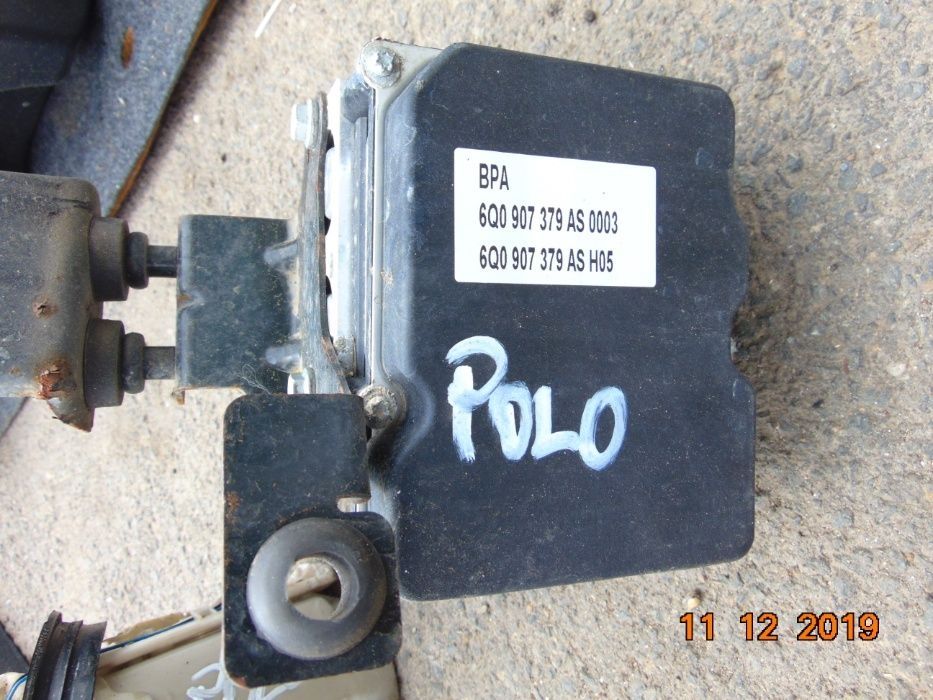 BPA
6Q0 907 379 AS 0003
6Q0 907 379 AS H05
POLO
11 12 2019